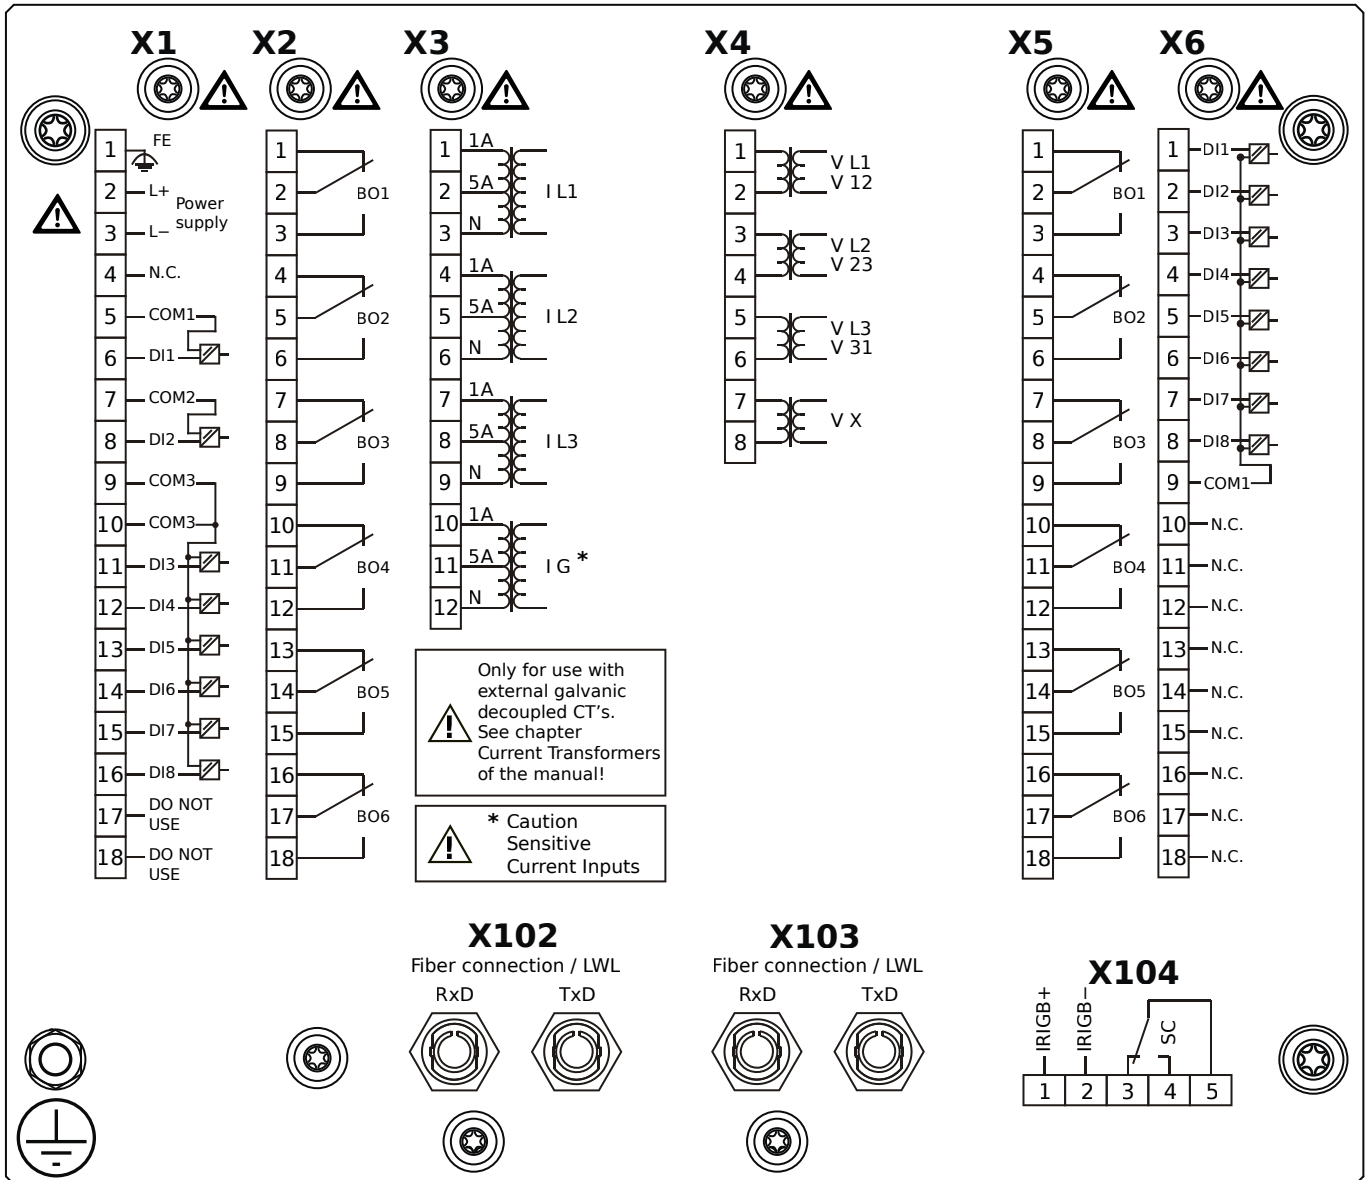 X1 X2 X3 X4 X5 X6
1 FE
2 L+
Power
supply
3 L−
4 N.C.
5 COM1
6 DI1
7 COM2
8 DI2
9 COM3
10 COM3
11 DI3
12 DI4
13 DI5
14 DI6
15 DI7
16 DI8
17 DO NOT
USE
18 DO NOT
USE
1
2 BO1
3
4
5 BO2
6
7
8 BO3
9
10
11 BO4
12
13
14 BO5
15
16
17 BO6
18
1 1A
2 5A I L1
3 N
4 1A
5 5A I L2
6 N
7 1A
8 5A I L3
9 N
10 1A
11 5A I G *
12 N
Only for use with
external galvanic
decoupled CT's.
See chapter
Current Transformers
of the manual!
* Caution
Sensitive
Current Inputs
1 V L1
2 V 12
3 V L2
4 V 23
5 V L3
6 V 31
7 V X
8
1
2 BO1
3
4
5 BO2
6
7
8 BO3
9
10
11 BO4
12
13
14 BO5
15
16
17 BO6
18
1 DI1
2 DI2
3 DI3
4 DI4
5 DI5
6 DI6
7 DI7
8 DI8
9 COM1
10 N.C.
11 N.C.
12 N.C.
13 N.C.
14 N.C.
15 N.C.
16 N.C.
17 N.C.
18 N.C.
X102
Fiber connection / LWL
RxD TxD
X103
Fiber connection / LWL
RxD TxD
X104
IRIGB+
IRIGB−
SC
1 2 3 4 5